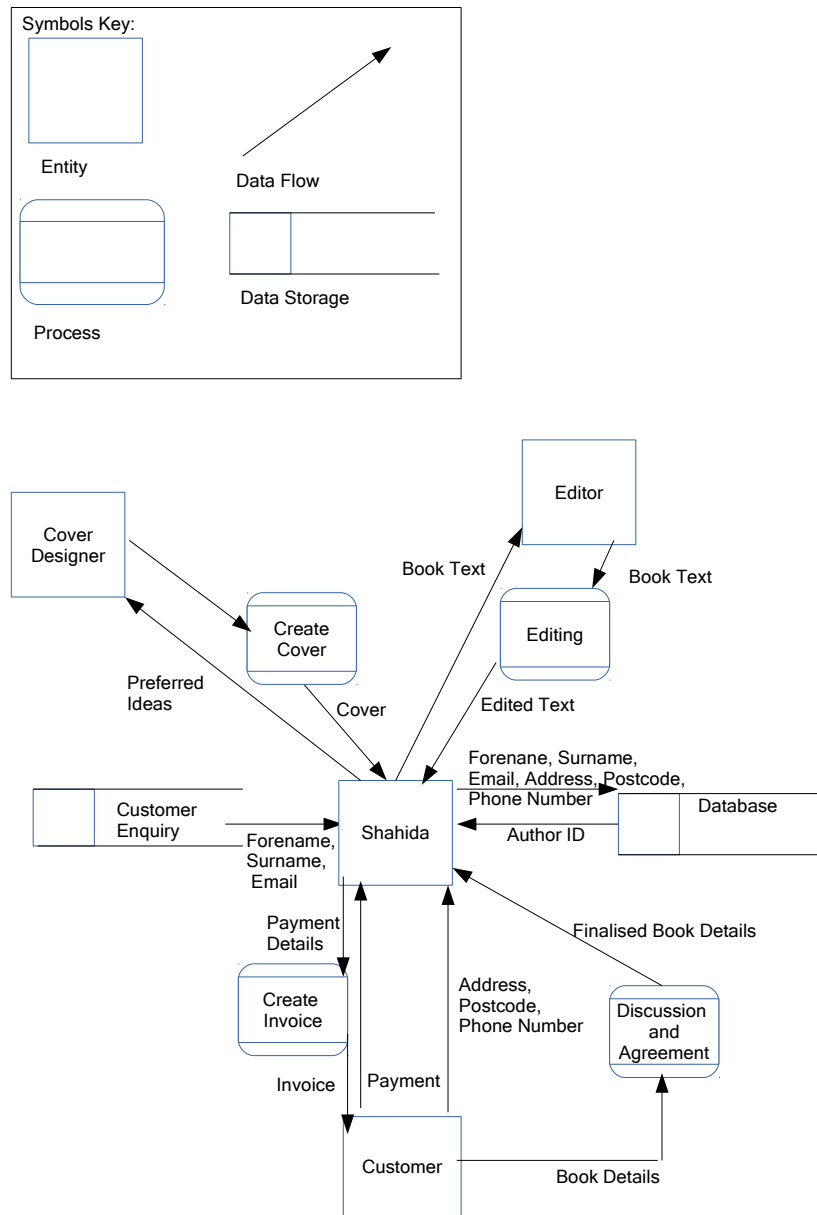 Symbols Key:
Entity
Data Flow
Process
Data Storage
Editor
Cover
Designer
Book Text
Book Text
Create
Cover
Editing
Preferred
Ideas
Cover
Edited Text
Forenane, Surname,
Email, Address, Postcode,
Phone Number
Customer
Enquiry
Shahida
Database
Forename,
Surname,
Email
Author ID
Payment
Details
Finalised Book Details
Create
Invoice
Address,
Postcode,
Phone Number
Discussion
and
Agreement
Invoice
Payment
Customer
Book Details